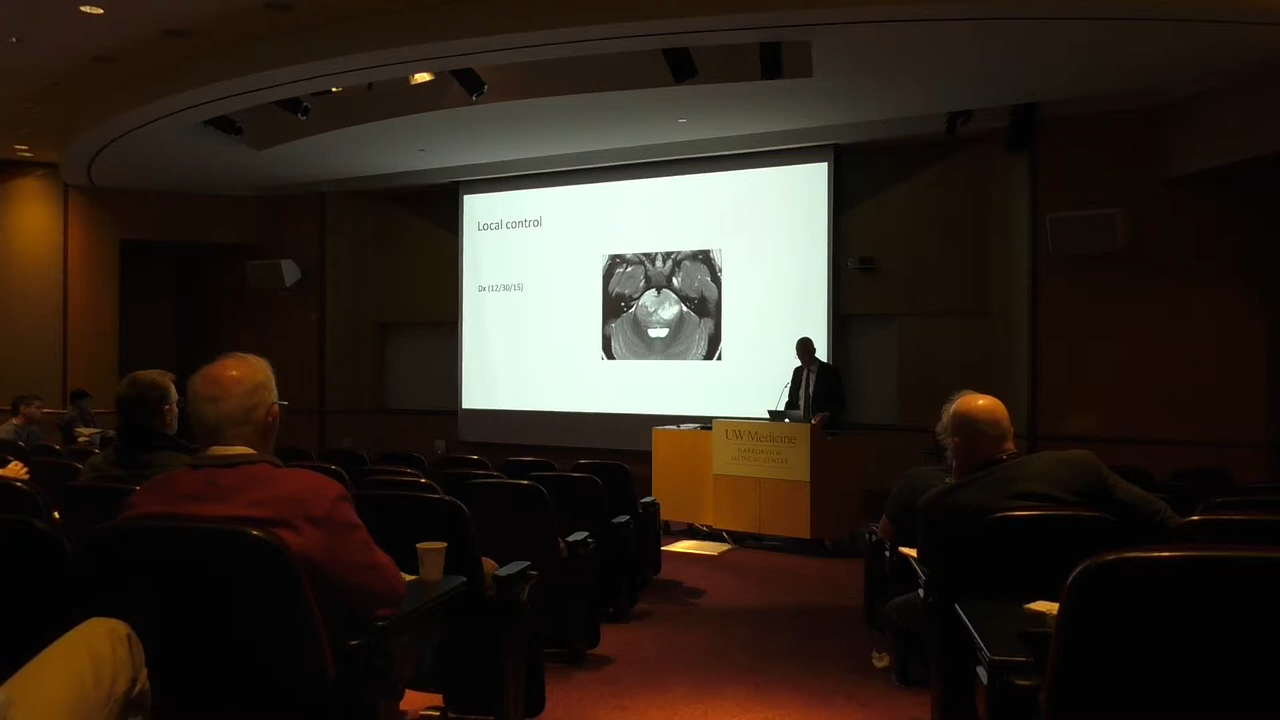 Local control
Dx (12/30/15)
UW Medicine
HARBORVIEW
MEDICAL CENTER